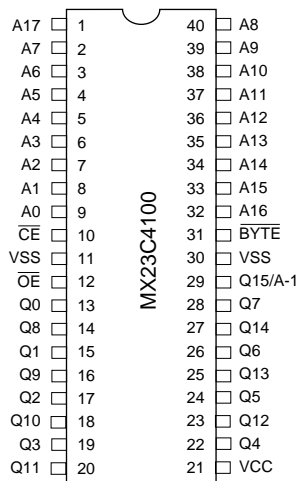 A17 1 40 A8
A7 2 39 A9
A6 3 38 A10
A5 4 37 A11
A4 5 36 A12
A3 6 35 A13
A2 7 34 A14
A1 8 33 A15
A0 9 32 A16
CE 10 31 BYTE
VSS 11 30 VSS
OE 12 29 Q15/A-1
Q0 13 28 Q7
Q8 14 27 Q14
Q1 15 26 Q6
Q9 16 25 Q13
Q2 17 24 Q5
Q10 18 23 Q12
Q3 19 22 Q4
Q11 20 21 VCC
MX23C4100